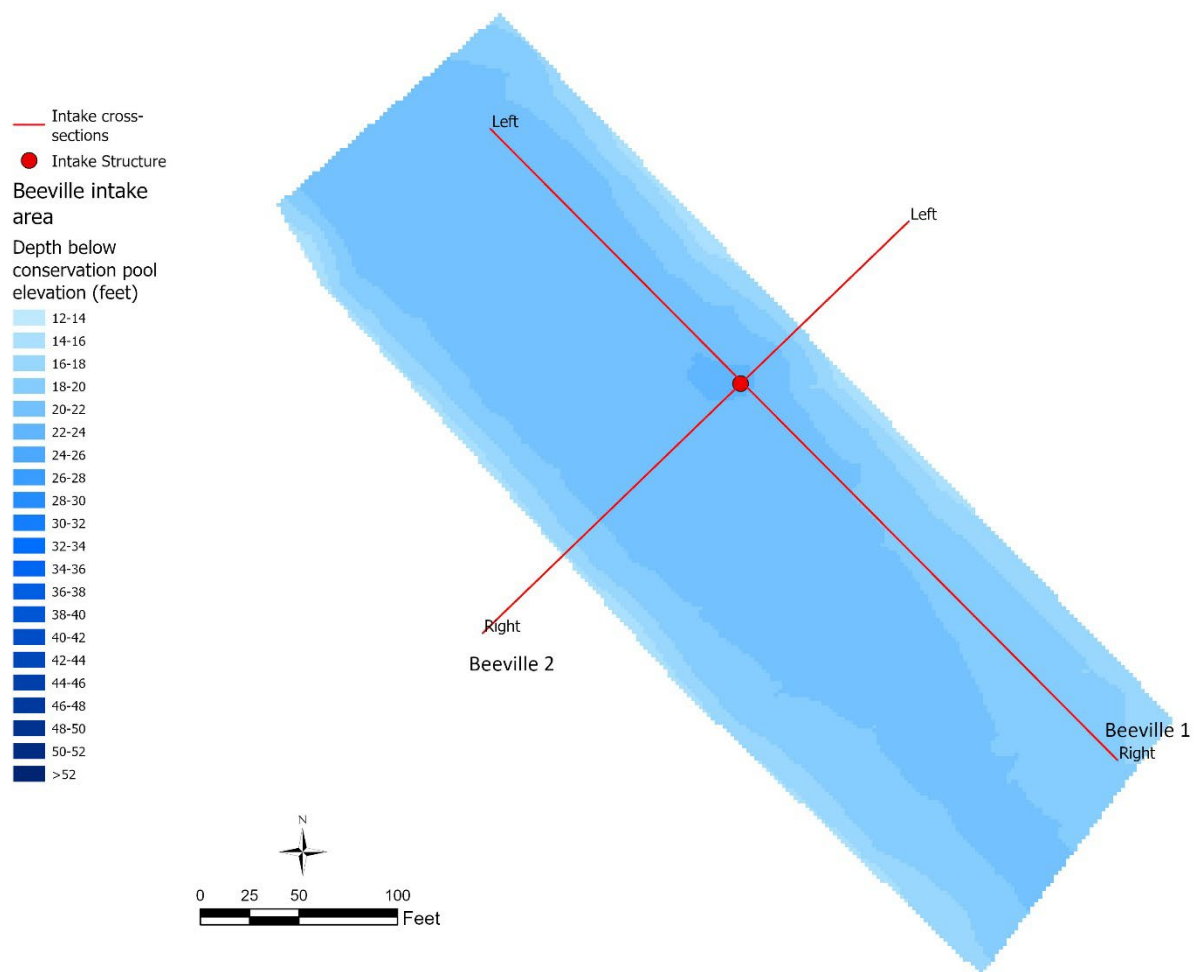 Intake cross-
sections
Intake Structure
Beeville intake
area
Depth below
conservation pool
elevation (feet)
12-14
14-16
16-18
18-20
20-22
22-24
24-26
26-28
28-30
30-32
32-34
34-36
36-38
38-40
40-42
42-44
44-46
46-48
48-50
50-52
>52
Left
Left
Right
Beeville 2
Beeville 1
Right
N
0 25 50 100
Feet